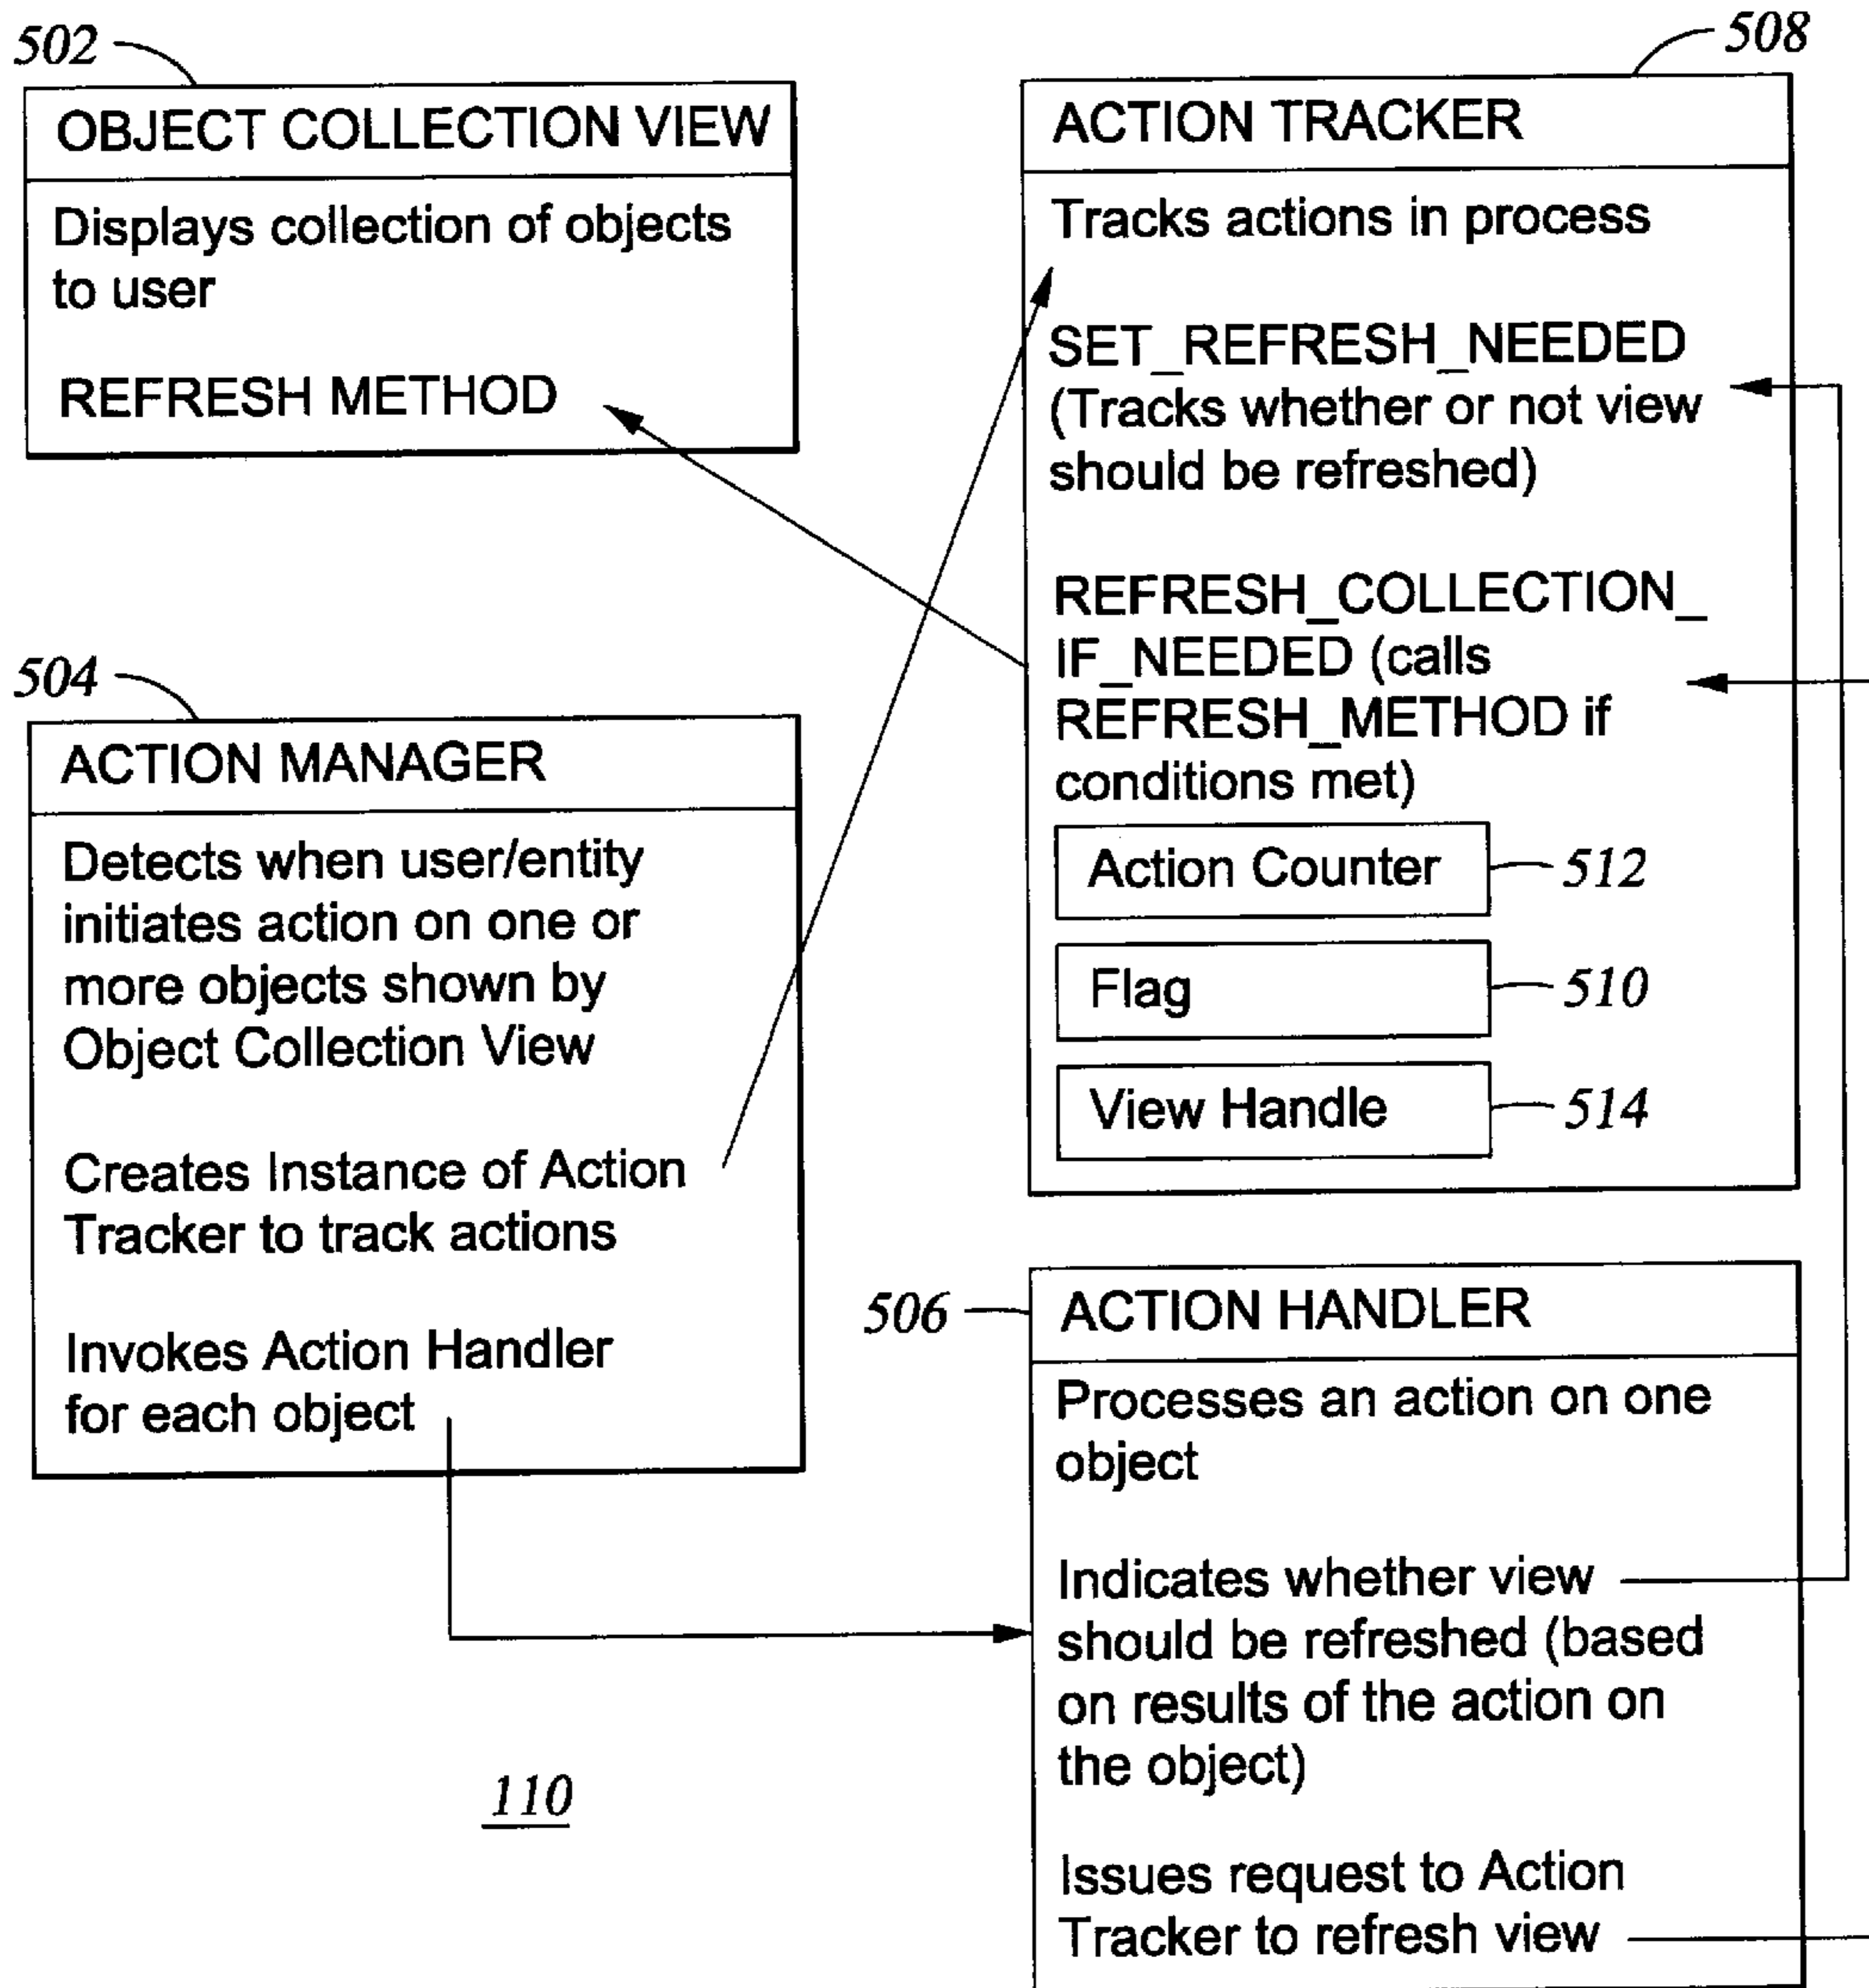 502
OBJECT COLLECTION VIEW
Displays collection of objects
to user
REFRESH METHOD
508
ACTION TRACKER
Tracks actions in process
SET_REFRESH_NEEDED
(Tracks whether or not view
should be refreshed)
REFRESH_COLLECTION_
IF_NEEDED (calls
REFRESH_METHOD if
conditions met)
Action Counter
512
Flag
510
View Handle
514
504
ACTION MANAGER
Detects when user/entity
initiates action on one or
more objects shown by
Object Collection View
Creates Instance of Action
Tracker to track actions
Invokes Action Handler
for each object
506
ACTION HANDLER
Processes an action on one
object
Indicates whether view
should be refreshed (based
on results of the action on
the object)
Issues request to Action
Tracker to refresh view
110